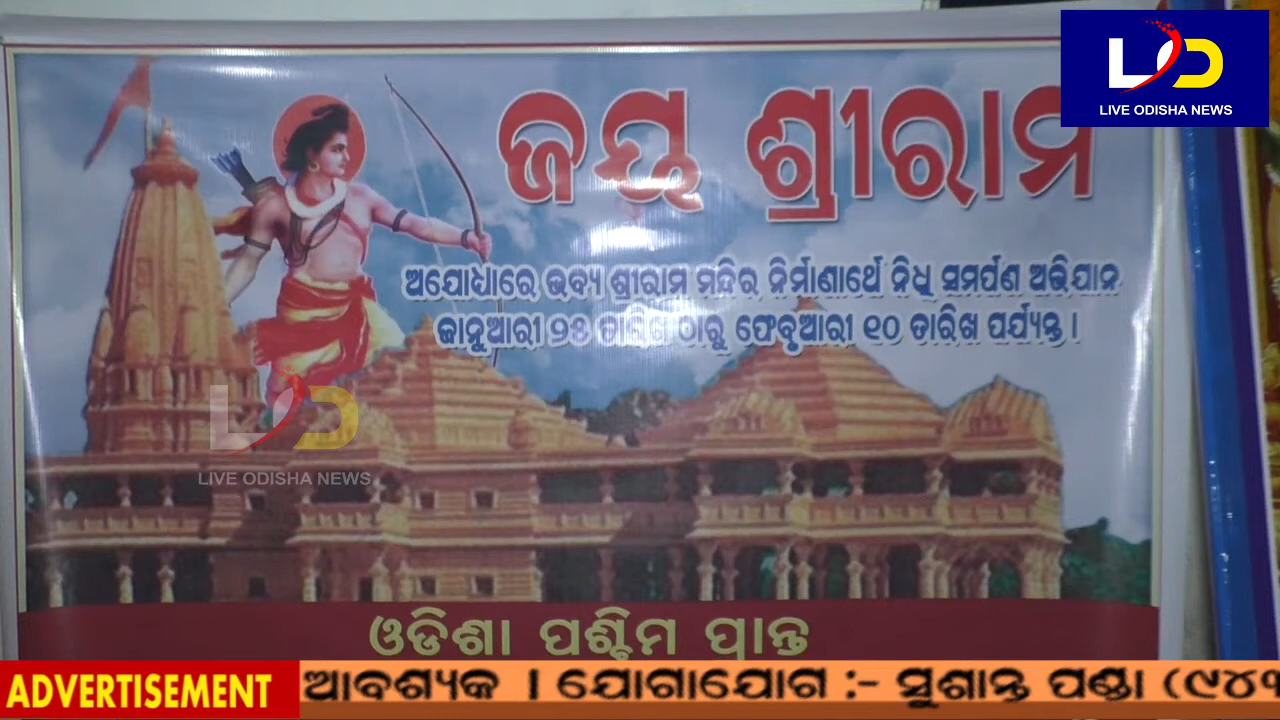 LIVE ODISHA NEWS
ଜୟ ଶ୍ରୀରାମ
ଅଯୋଧ୍ୟାରେ ଭବ୍ୟ ଶ୍ରୀରାମ ମନ୍ଦିର ନିର୍ମାଣାର୍ଥେ ନିଧି ସମର୍ପଣ ଅଭିଯାନ
ଜାନୁଆରୀ ୨୫ ତାରିଖ ଠାରୁ ଫେବୃଆରୀ ୧୦ ତାରିଖ ପର୍ଯ୍ୟନ୍ତ ।
LIVE ODISHA NEWS
ଓଡିଶା ପଶ୍ଚିମ ପ୍ରାନ୍ତ
ADVERTISEMENT ଆବଶ୍ୟକ । ଯୋଗାଯୋଗ :- ସୁଶାନ୍ତ ପଣ୍ଡା